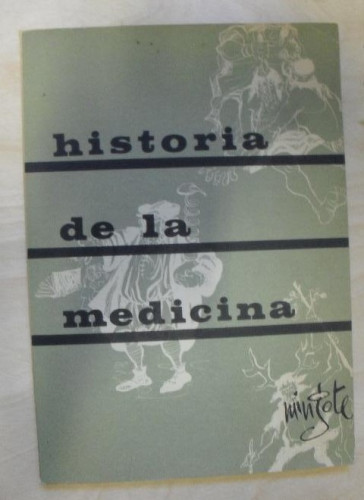 historia
de la
medicina
mingote